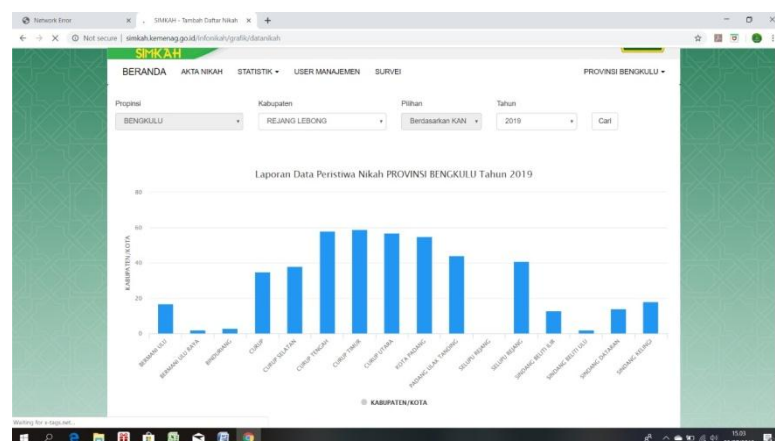 Network Error
SIMKAH - Tambah Daftar Nikah
Not secure | simkah.kemenag.go.id/infonikah/grafik/datanikah
SIMKAH
BERANDA AKTA NIKAH STATISTIK USER MANAJEMEN SURVEI PROVINSI BENGKULU
Propinsi Kabupaten Pilihan Tahun
BENGKULU REJANG LEBONG Berdasarkan KAN 2019 Cari
Laporan Data Peristiwa Nikah PROVINSI BENGKULU Tahun 2019
KABUPATEN/KOTA
80
60
40
20
0
BERMANI ULU
BERMANI ULU RAYA
BINDURIANG
CURUP
CURUP SELATAN
CURUP TENGAH
CURUP TIMUR
CURUP UTARA
KOTA PADANG
PADANG ULAK TANDING
SELUPU REJANG
SELUPU REJANG
SINDANG BELITI ILIR
SINDANG BELITI ULU
SINDANG DATARAN
SINDANG KELINGI
KABUPATEN/KOTA
15.03